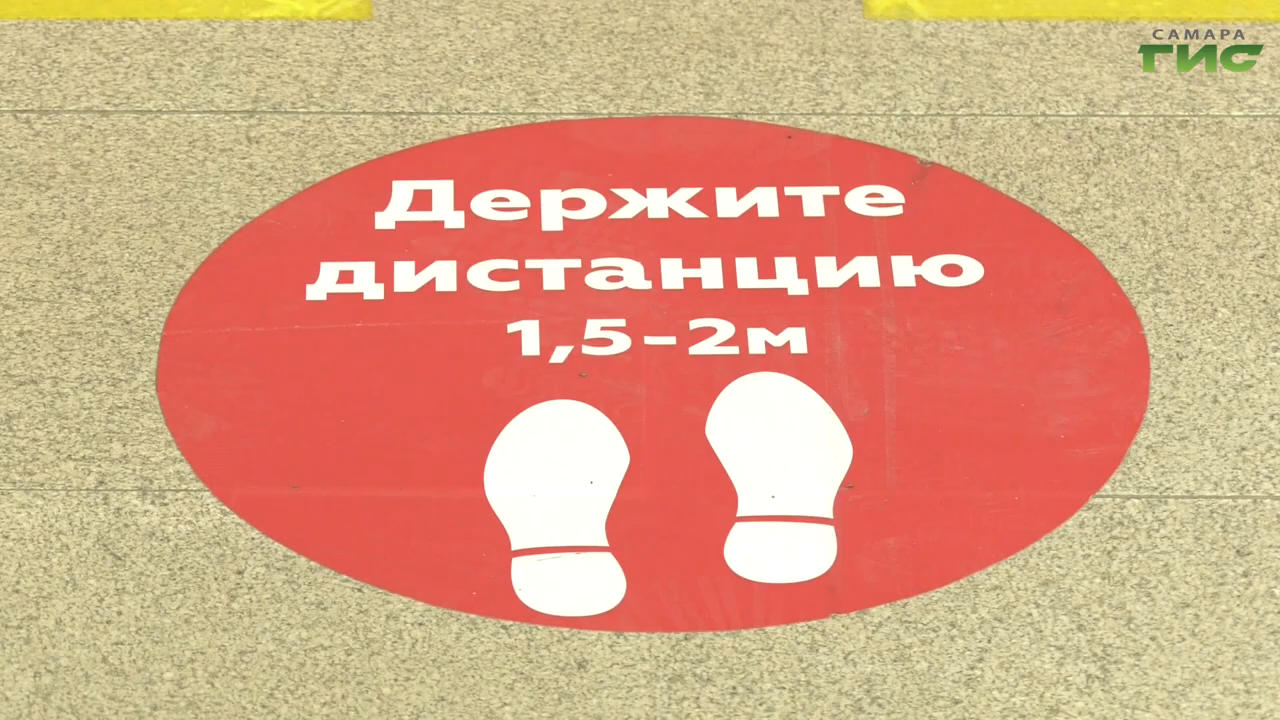 САМАРА
ГИС
Держите
дистанцию
1,5-2м